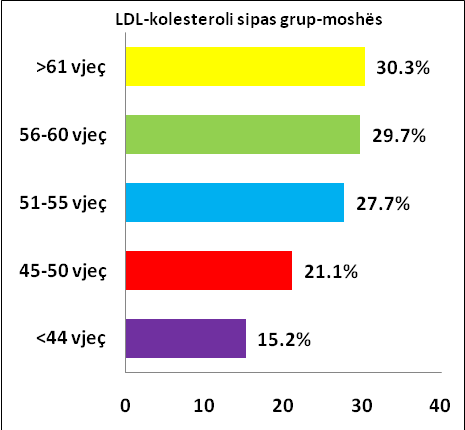 LDL-kolesteroli sipas grup-moshës
>61 vjeç 30.3%
56-60 vjeç 29.7%
51-55 vjeç 27.7%
45-50 vjeç 21.1%
<44 vjeç 15.2%
0 10 20 30 40